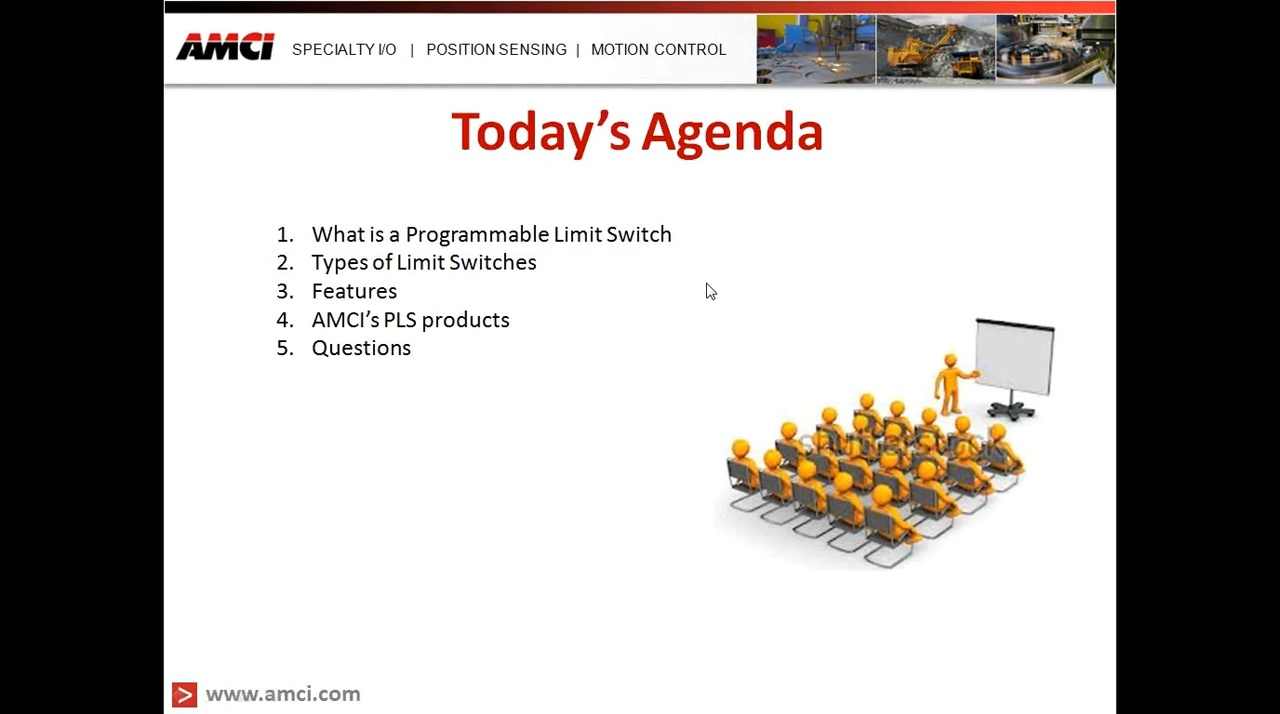 AMCI SPECIALTY I/O | POSITION SENSING | MOTION CONTROL
Today's Agenda
1. What is a Programmable Limit Switch
2. Types of Limit Switches
3. Features
4. AMCI's PLS products
5. Questions
shutterstock
> www.amci.com